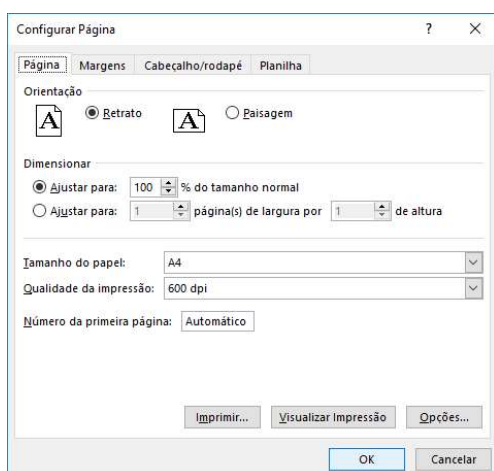 Configurar Página ? ×
Página Margens Cabeçalho/rodapé Planilha
Orientação
A Retrato A Paisagem
Dimensionar
Ajustar para: 100 % do tamanho normal
Ajustar para: 1 página(s) de largura por 1 de altura
Tamanho do papel: A4
Qualidade da impressão: 600 dpi
Número da primeira página: Automático
Imprimir... Visualizar Impressão Opções...
OK Cancelar